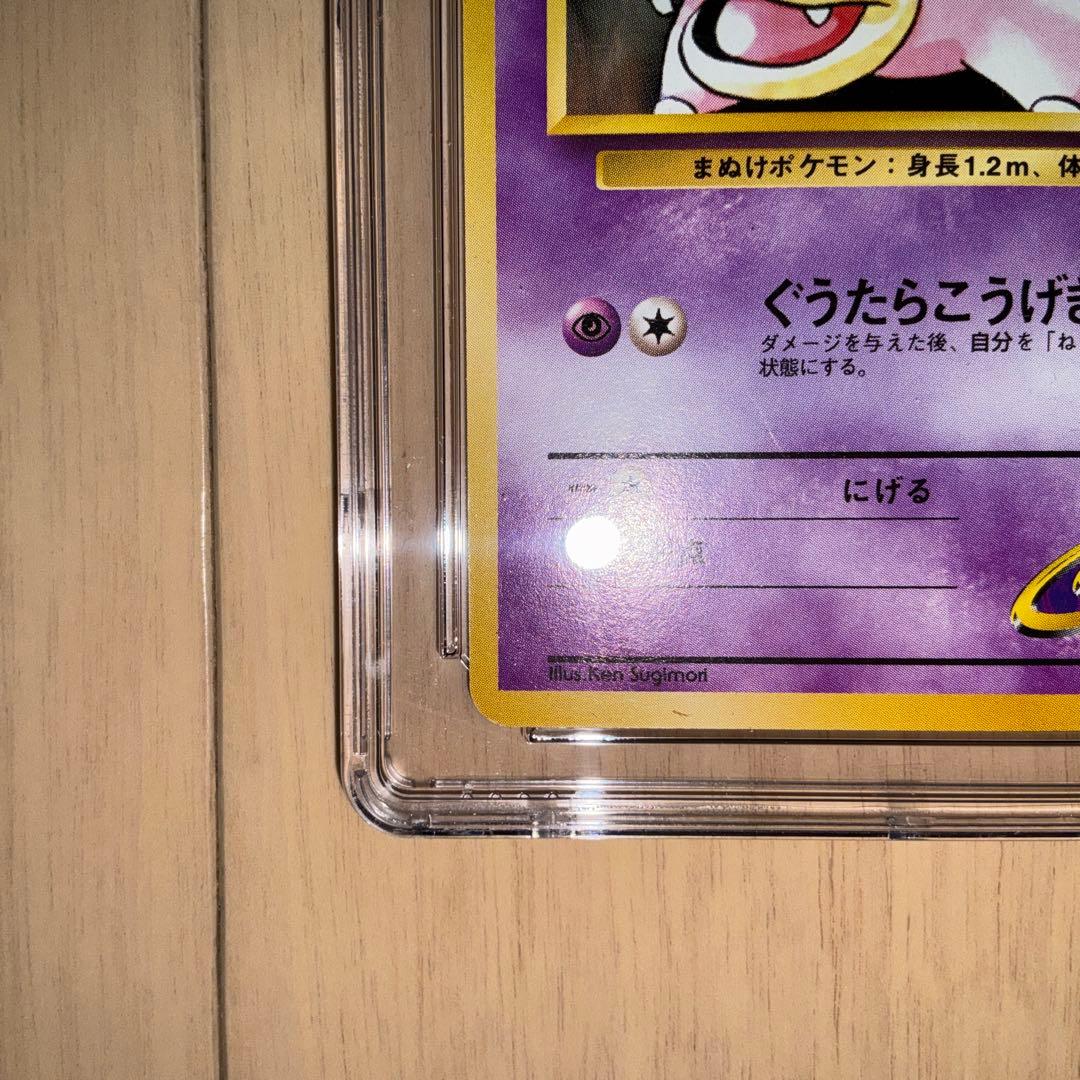 まぬけポケモン：身長1.2m、体
ぐうたらこうげき
ダメージを与えた後、自分を「ね
状態にする。
にげる
Illus.Ken Sugimori